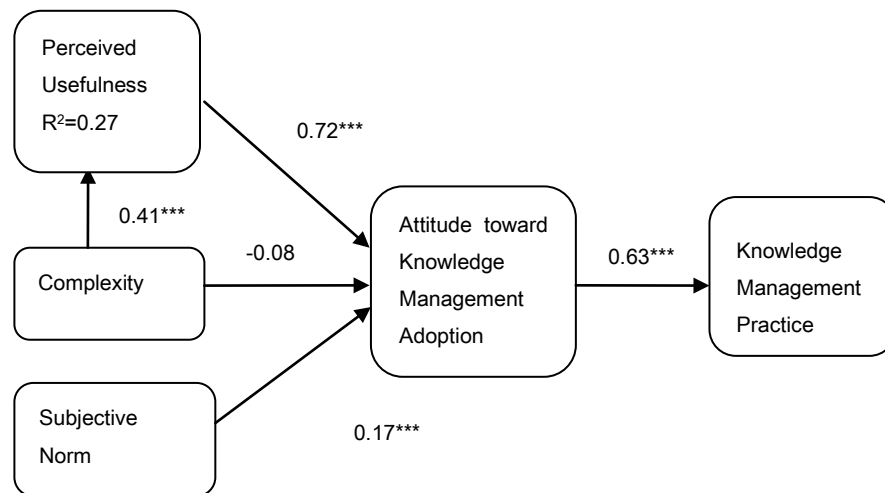 Perceived
Usefulness
R²=0.27
0.72***
0.41***
Complexity
-0.08
Attitude toward
Knowledge
Management
Adoption
0.63***
Knowledge
Management
Practice
Subjective
Norm
0.17***